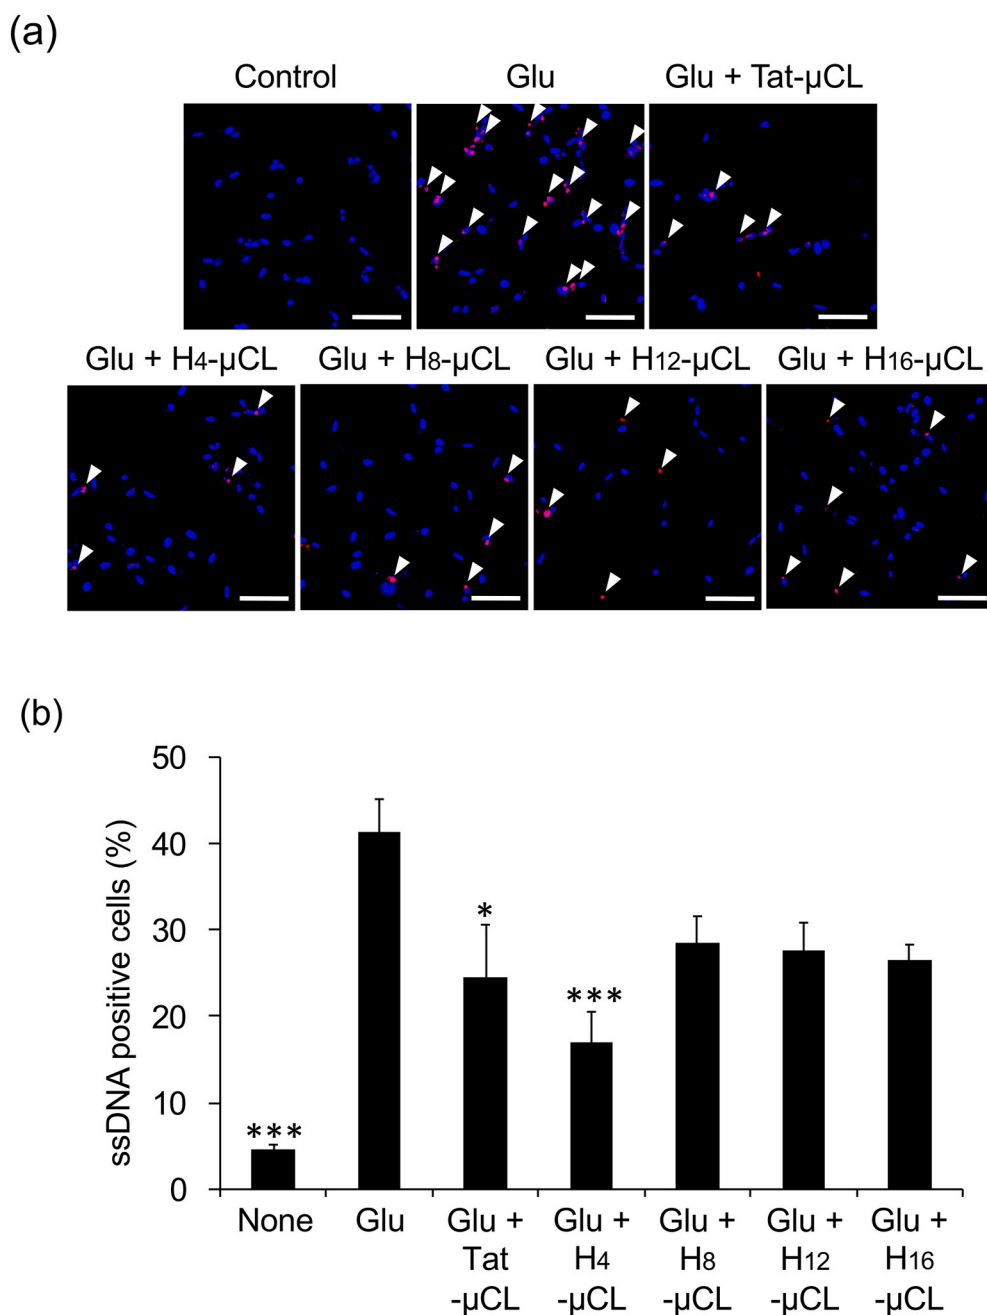 (a)
Control Glu Glu + Tat-μCL
Glu + H4-μCL Glu + H8-μCL Glu + H12-μCL Glu + H16-μCL
(b)
ssDNA positive cells (%)
50
40
30
20
10
0
***
*
***
None Glu Glu + Glu + Glu + Glu + Glu +
Tat H4 H8 H12 H16
-μCL -μCL -μCL -μCL -μCL